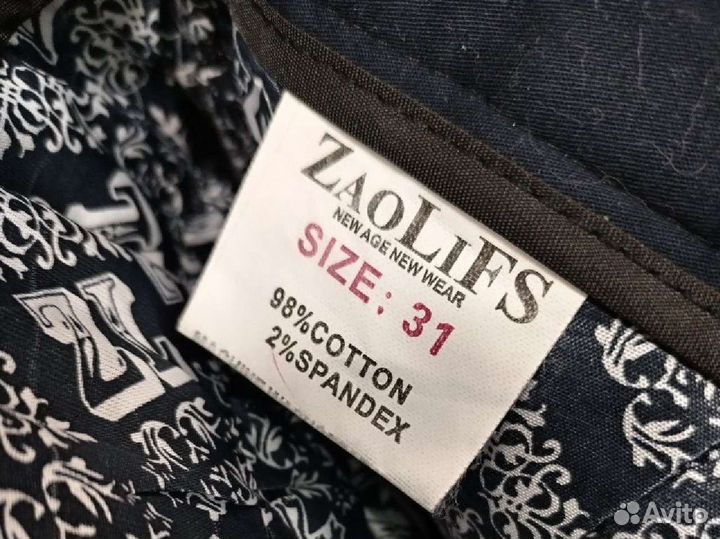 ZAOLIFS
NEW AGE NEW WEAR
SIZE: 31
98%COTTON
2%SPANDEX
Avito